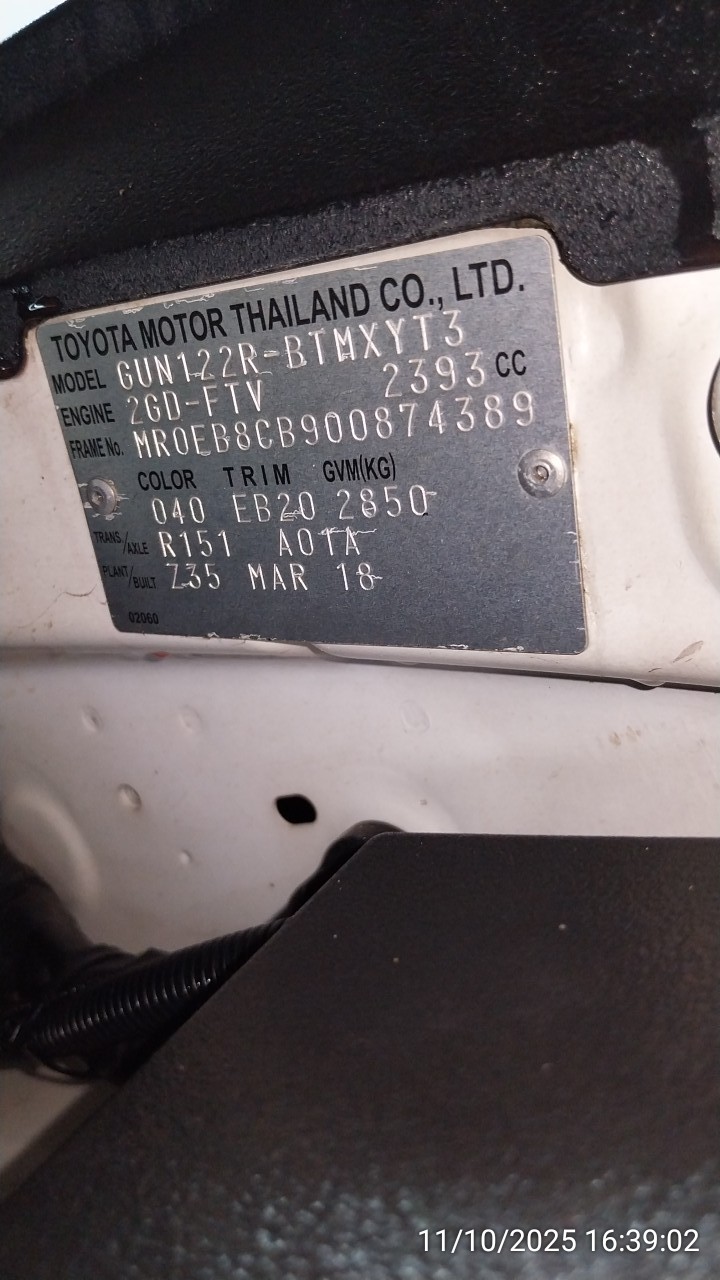 TOYOTA MOTOR THAILAND CO., LTD.
MODEL GUN122R-BTMXYT3
ENGINE 2GD-FTV 2393 CC
FRAME No. MR0EB8CB900874389
COLOR TRIM GVM(KG)
040 EB20 2850
TRANS/AXLE R151 A01A
PLANT/BUILT Z35 MAR 18
02060
11/10/2025 16:39:02